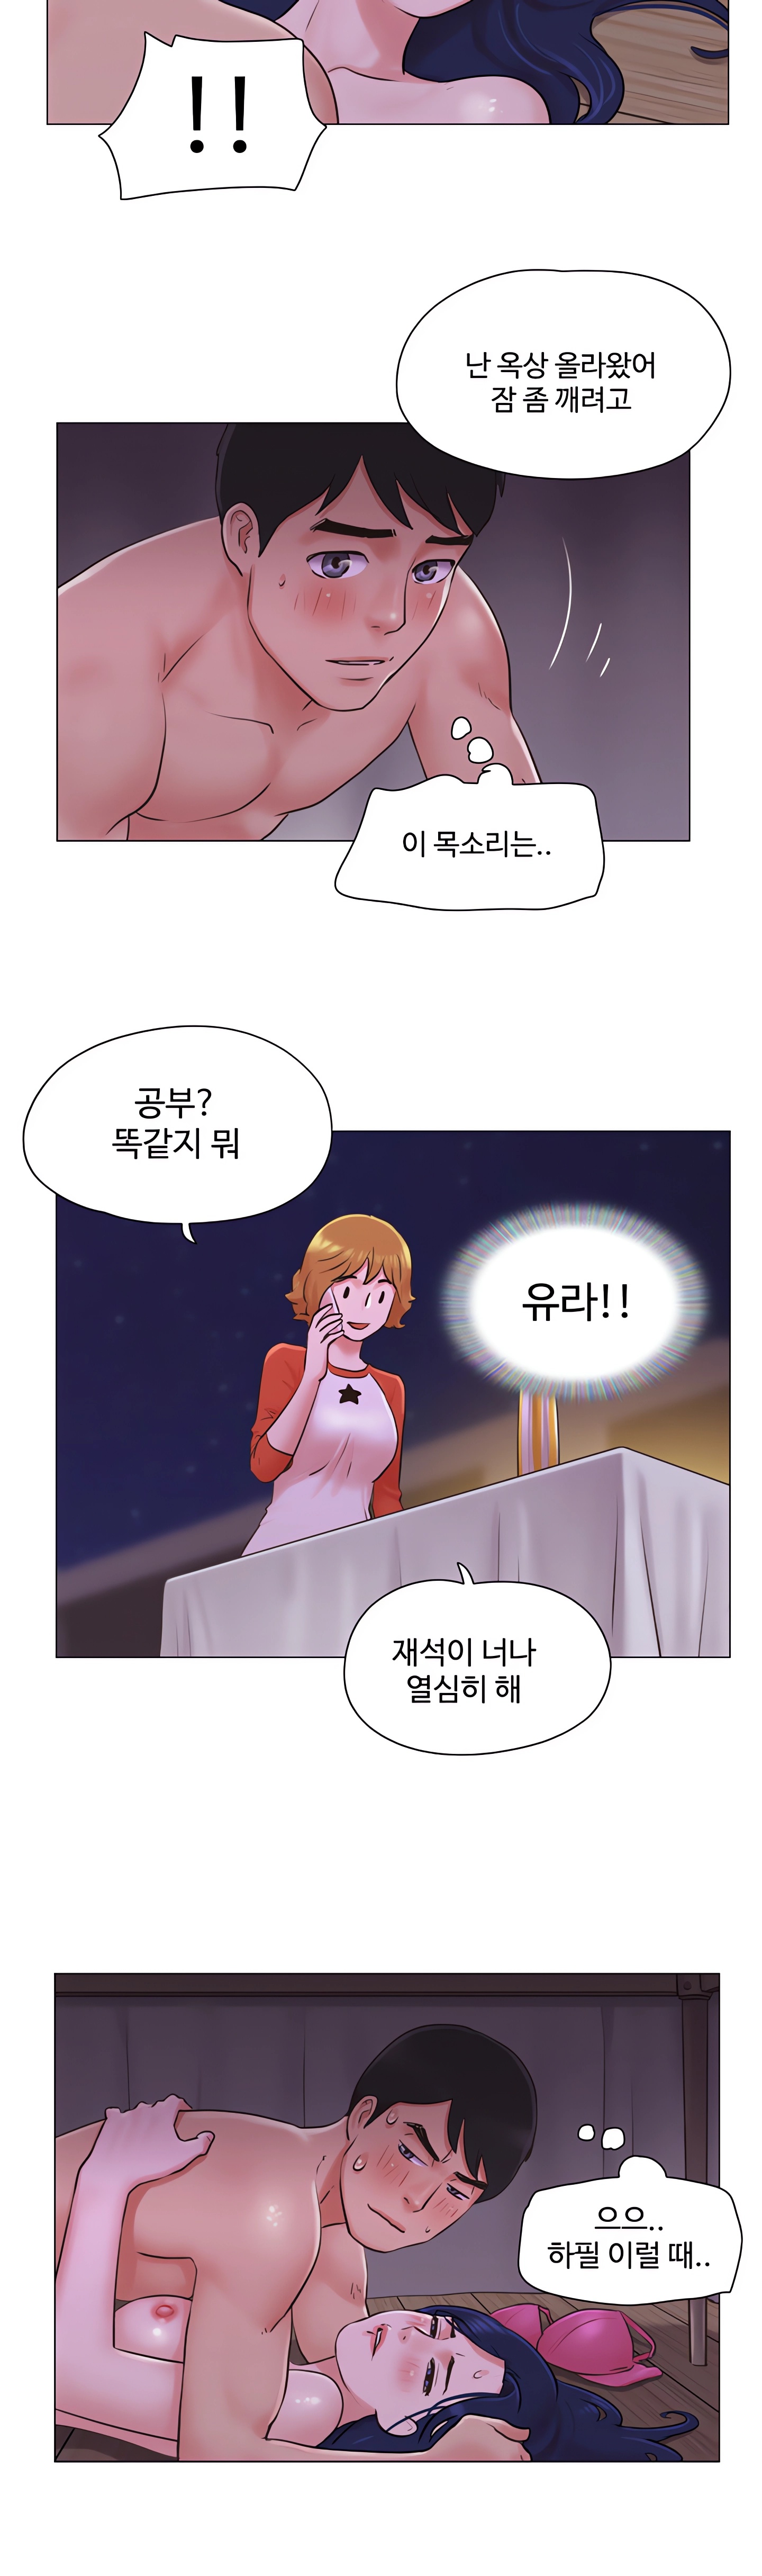 !!
난 옥상 올라왔어
잠 좀 깨려고
이 목소리는..
공부?
똑같지 뭐
유라!!
재석이 너나
열심히 해
으으..
하필 이럴 때..